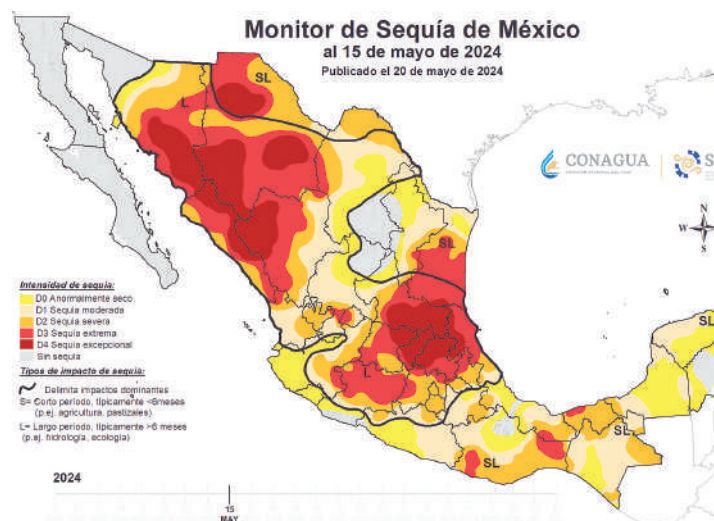 Monitor de Sequía de México
al 15 de mayo de 2024
Publicado el 20 de mayo de 2024
SL
L
CONAGUA
S
N
W
E
S
SL
Intensidad de sequía:
D0 Anormalmente seco
D1 Sequía moderada
D2 Sequía severa
D3 Sequía extrema
D4 Sequía excepcional
Sin sequía
Tipos de impacto de sequía:
Delimita impactos dominantes
S= Corto período, típicamente <6meses
(p.ej. agricultura, pastizales)
L= Largo período, típicamente >6 meses
(p.ej. hidrología, ecología)
L
L
SL
SL
SL
2024
15
MAY